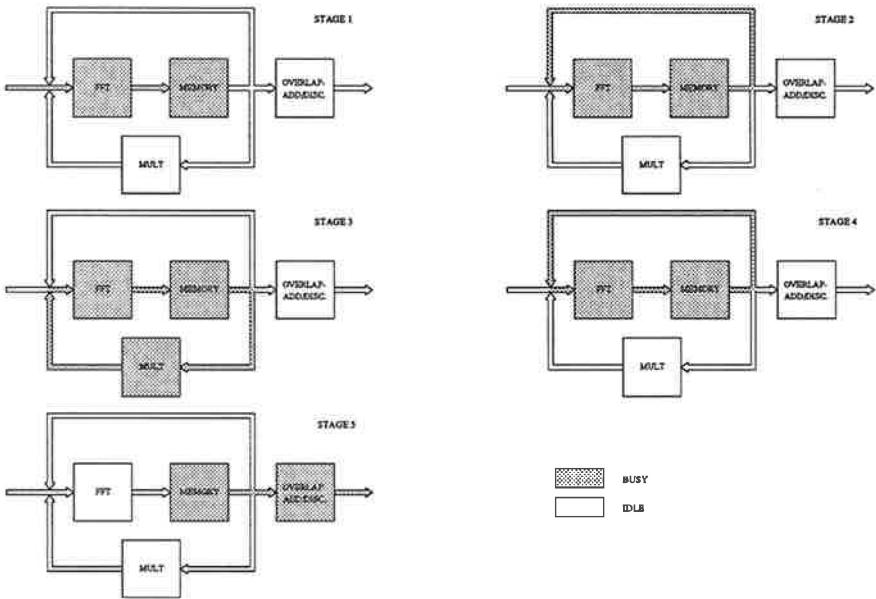 STAGE 1
FFT
MEMORY
OVERLAP-
ADD/DISC.
MULT
STAGE 2
FFT
MEMORY
OVERLAP-
ADD/DISC.
MULT
STAGE 3
FFT
MEMORY
OVERLAP-
ADD/DISC.
MULT
STAGE 4
FFT
MEMORY
OVERLAP-
ADD/DISC.
MULT
STAGE 5
FFT
MEMORY
OVERLAP-
ADD/DISC.
MULT
BUSY
IDLE